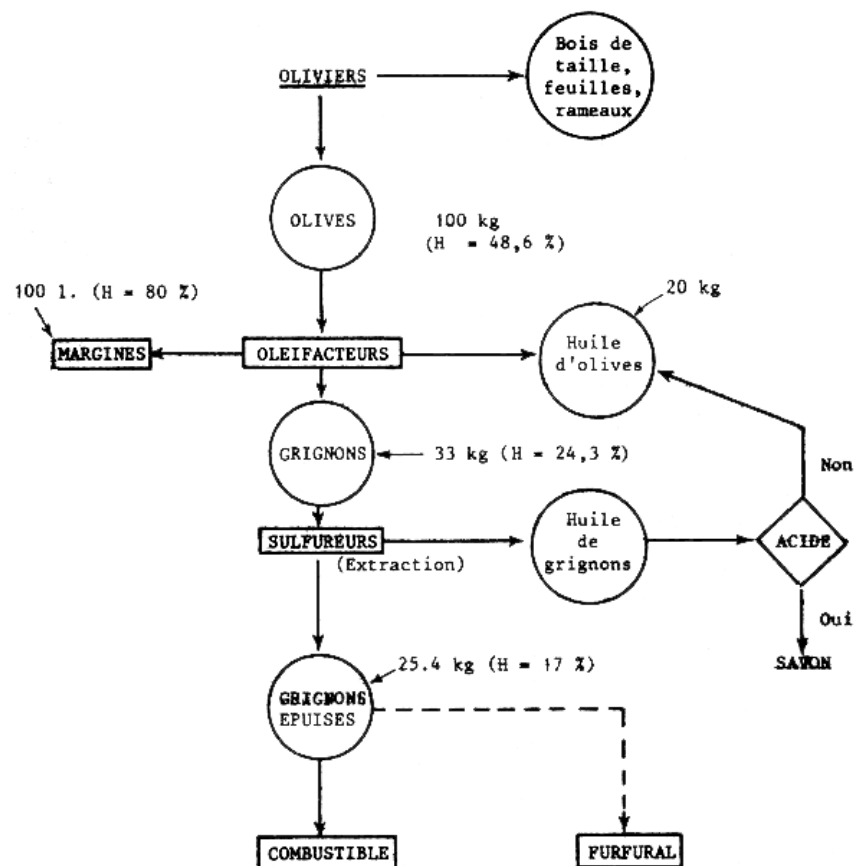 Bois de
taille,
feuilles,
rameaux
OLIVIERS
OLIVES
100 kg
(H = 48,6 %)
100 l. (H = 80 %)
20 kg
MARGINES
OLEIFACTEURS
Huile
d'olives
GRIGNONS
33 kg (H = 24,3 %)
Non
SULFUREURS
(Extraction)
Huile
de
grignons
ACIDE
Oui
SAVON
25.4 kg (H = 17 %)
GRIGNONS
EPUISES
COMBUSTIBLE
FURFURAL